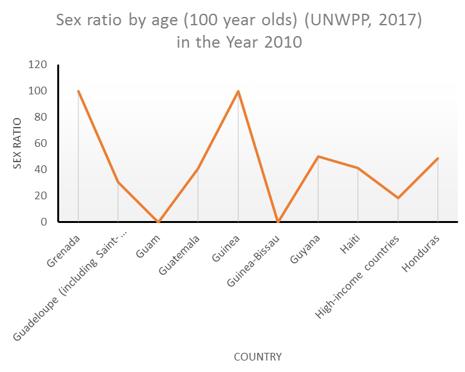 Sex ratio by age (100 year olds) (UNWPP, 2017)
in the Year 2010
120
100
80
60
40
20
0
SEX RATIO
Grenada
Guadeloupe (including Saint-...
Guam
Guatemala
Guinea
Guinea-Bissau
Guyana
Haiti
High-income countries
Honduras
COUNTRY